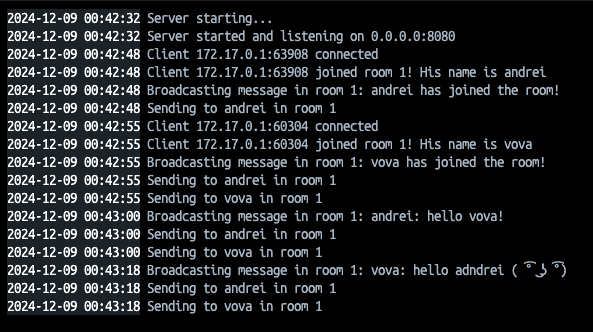 2024-12-09 00:42:32 Server starting...
2024-12-09 00:42:32 Server started and listening on 0.0.0.0:8080
2024-12-09 00:42:48 Client 172.17.0.1:63908 connected
2024-12-09 00:42:48 Client 172.17.0.1:63908 joined room 1! His name is andrei
2024-12-09 00:42:48 Broadcasting message in room 1: andrei has joined the room!
2024-12-09 00:42:48 Sending to andrei in room 1
2024-12-09 00:42:55 Client 172.17.0.1:60304 connected
2024-12-09 00:42:55 Client 172.17.0.1:60304 joined room 1! His name is vova
2024-12-09 00:42:55 Broadcasting message in room 1: vova has joined the room!
2024-12-09 00:42:55 Sending to andrei in room 1
2024-12-09 00:42:55 Sending to vova in room 1
2024-12-09 00:43:00 Broadcasting message in room 1: andrei: hello vova!
2024-12-09 00:43:00 Sending to andrei in room 1
2024-12-09 00:43:00 Sending to vova in room 1
2024-12-09 00:43:18 Broadcasting message in room 1: vova: hello adndrei ( ͡° ͜ʖ ͡°)
2024-12-09 00:43:18 Sending to andrei in room 1
2024-12-09 00:43:18 Sending to vova in room 1